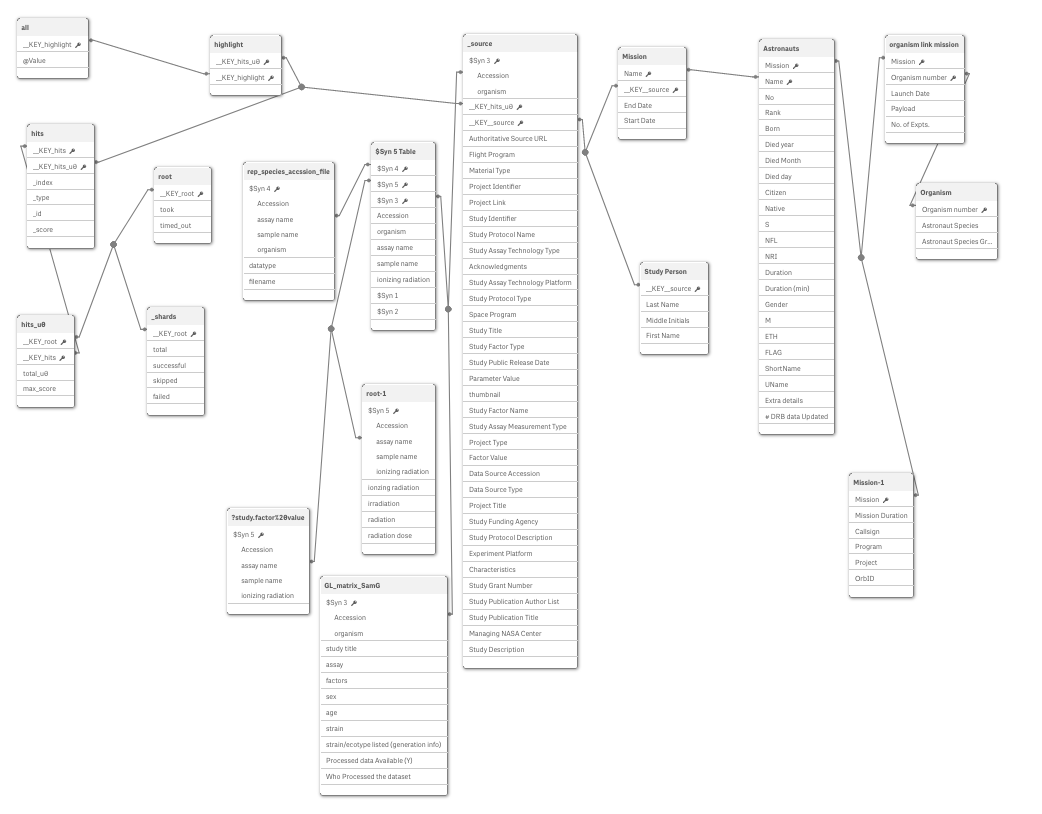 all
__KEY_highlight
@Value
highlight
__KEY_hits_u0
__KEY_highlight
hits
__KEY_hits
__KEY_hits_u0
_index
_type
_id
_score
root
__KEY_root
took
timed_out
hits_u0
__KEY_root
__KEY_hits
total_u0
max_score
_shards
__KEY_root
total
successful
skipped
failed
rep_species_accssion_file
$Syn 4
Accession
assay name
sample name
organism
datatype
filename
$Syn 5 Table
$Syn 4
$Syn 5
$Syn 3
Accession
organism
assay name
sample name
ionizing radiation
$Syn 1
$Syn 2
root-1
$Syn 5
Accession
assay name
sample name
ionizing radiation
ionzing radiation
irradiation
radiation
radiation dose
?study.factor%20value
$Syn 5
Accession
assay name
sample name
ionizing radiation
GL_matrix_SamG
$Syn 3
Accession
organism
study title
assay
factors
sex
age
strain
strain/ecotype listed (generation info)
Processed data Available (Y)
Who Processed the dataset
_source
$Syn 3
Accession
organism
__KEY_hits_u0
__KEY__source
Authoritative Source URL
Flight Program
Material Type
Project Identifier
Project Link
Study Identifier
Study Protocol Name
Study Assay Technology Type
Acknowledgments
Study Assay Technology Platform
Study Protocol Type
Space Program
Study Title
Study Factor Type
Study Public Release Date
Parameter Value
thumbnail
Study Factor Name
Study Assay Measurement Type
Project Type
Factor Value
Data Source Accession
Data Source Type
Project Title
Study Funding Agency
Study Protocol Description
Experiment Platform
Characteristics
Study Grant Number
Study Publication Author List
Study Publication Title
Managing NASA Center
Study Description
Mission
Name
__KEY__source
End Date
Start Date
Study Person
__KEY__source
Last Name
Middle Initials
First Name
Astronauts
Mission
Name
No
Rank
Born
Died year
Died Month
Died day
Citizen
Native
S
NFL
NRI
Duration
Duration (min)
Gender
M
ETH
FLAG
ShortName
UName
Extra details
# DRB data Updated
organism link mission
Mission
Organism number
Launch Date
Payload
No. of Expts.
Organism
Organism number
Astronaut Species
Astronaut Species Gr...
Mission-1
Mission
Mission Duration
Callsign
Program
Project
OrbID